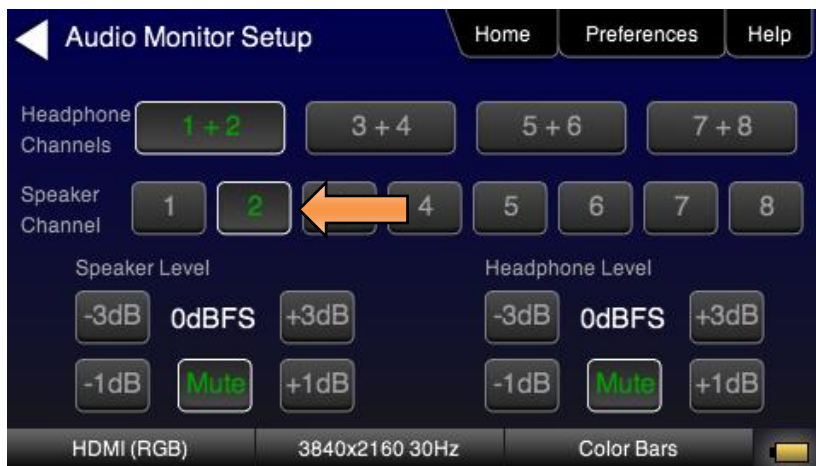 Audio Monitor Setup
Home
Preferences
Help
Headphone
Channels
1 + 2
3 + 4
5 + 6
7 + 8
Speaker
Channel
1
2
4
5
6
7
8
Speaker Level
Headphone Level
-3dB
0dBFS
+3dB
-3dB
0dBFS
+3dB
-1dB
Mute
+1dB
-1dB
Mute
+1dB
HDMI (RGB)
3840x2160 30Hz
Color Bars